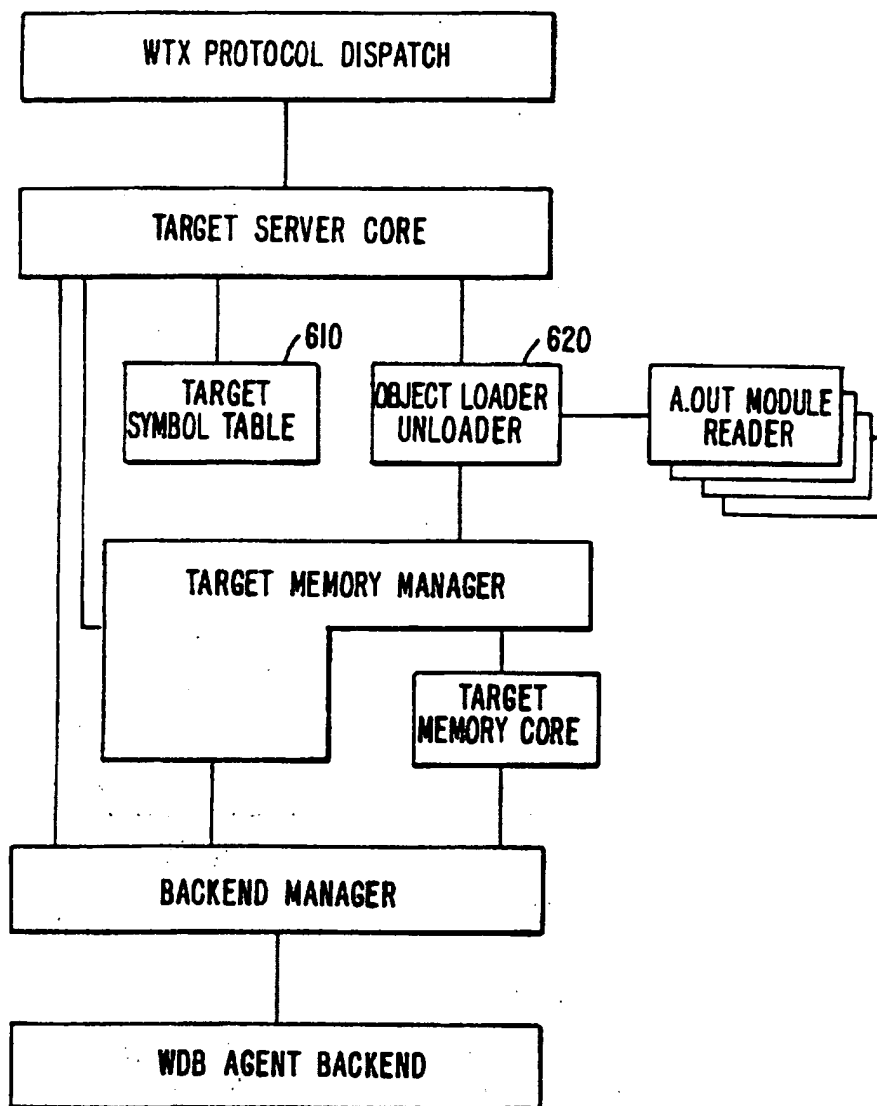 WTX PROTOCOL DISPATCH
TARGET SERVER CORE
610
620
TARGET
SYMBOL TABLE
OBJECT LOADER
UNLOADER
A.OUT MODULE
READER
TARGET MEMORY MANAGER
TARGET
MEMORY CORE
BACKEND MANAGER
WDB AGENT BACKEND